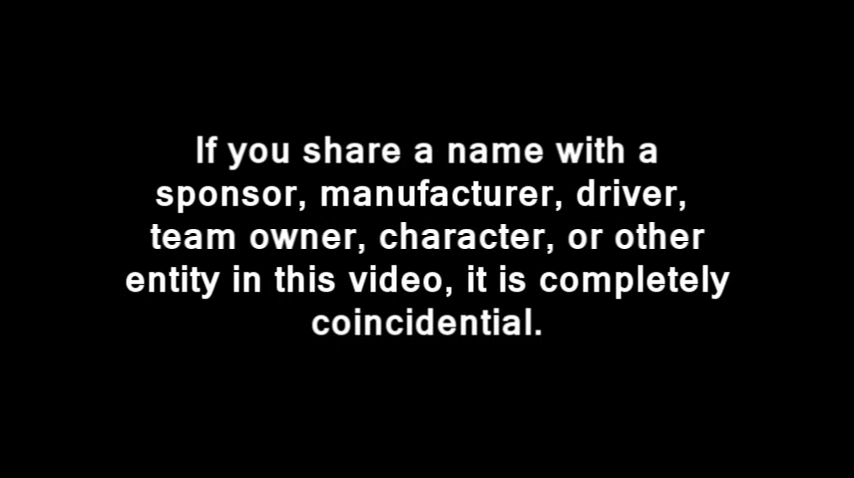 If you share a name with a
sponsor, manufacturer, driver,
team owner, character, or other
entity in this video, it is completely
coincidential.